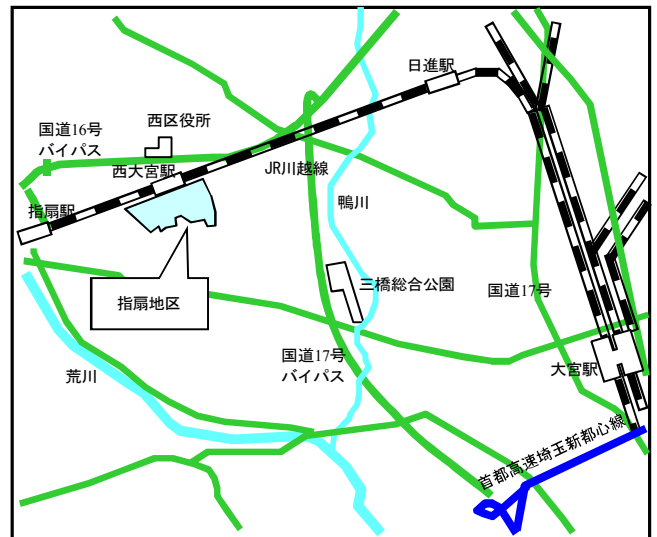 日進駅
西区役所
国道16号
バイパス
西大宮駅
JR川越線
指扇駅
鴨川
三橋総合公園
指扇地区
国道17号
国道17号
バイパス
大宮駅
荒川
首都高速埼玉新都心線